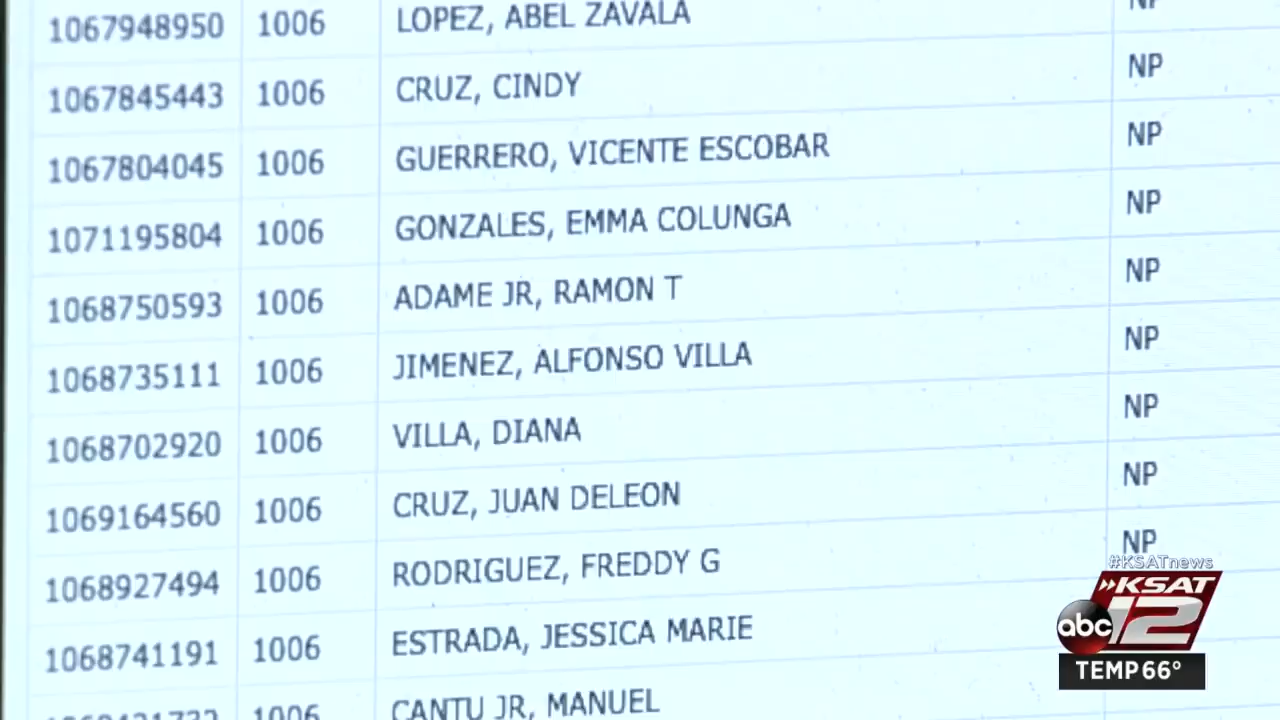 1067948950 1006 LOPEZ, ABEL ZAVALA NP
1067845443 1006 CRUZ, CINDY NP
1067804045 1006 GUERRERO, VICENTE ESCOBAR NP
1071195804 1006 GONZALES, EMMA COLUNGA NP
1068750593 1006 ADAME JR, RAMON T NP
1068735111 1006 JIMENEZ, ALFONSO VILLA NP
1068702920 1006 VILLA, DIANA NP
1069164560 1006 CRUZ, JUAN DELEON NP
1068927494 1006 RODRIGUEZ, FREDDY G NP
1068741191 1006 ESTRADA, JESSICA MARIE
1006 CANTU JR, MANUEL
#KSATnews
KSAT
abc 12
TEMP 66°